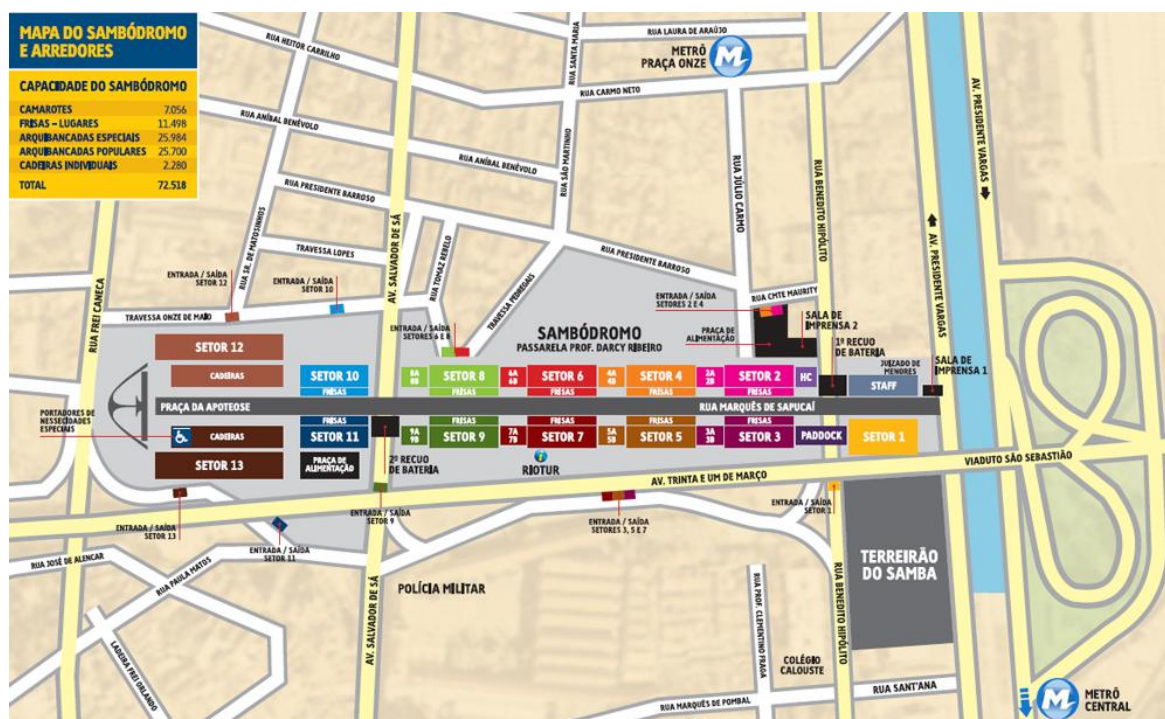 MAPA DO SAMBÓDROMO
E ARREDORES
CAPACIDADE DO SAMBÓDROMO
CAMAROTES 7.056
FRISAS – LUGARES 11.498
ARQUIBANCADAS ESPECIAIS 25.984
ARQUIBANCADAS POPULARES 25.700
CADEIRAS INDIVIDUAIS 2.280
TOTAL 72.518
RUA HEITOR CARRILHO
RUA SANTA MARIA
RUA LAURA DE ARAÚJO
METRÔ
PRAÇA ONZE
M
RUA CARMO NETO
RUA ANÍBAL BENÉVOLO
RUA ANÍBAL BENÉVOLO
RUA SÃO MARTINHO
RUA PRESIDENTE BARROSO
RUA JÚLIO CARMO
RUA BENEDITO HIPÓLITO
AV. PRESIDENTE VARGAS
AV. PRESIDENTE VARGAS
RUA SR. DE MATOSINHOS
TRAVESSA LOPES
AV. SALVADOR DE SÁ
RUA TOMAZ REBELO
TRAVESSA PEDREGAIS
RUA PRESIDENTE BARROSO
RUA FREI CANECA
ENTRADA / SAÍDA
SETOR 12
ENTRADA / SAÍDA
SETOR 10
TRAVESSA ONZE DE MAIO
ENTRADA / SAÍDA
SETORES 6 E 8
ENTRADA / SAÍDA
SETORES 2 E 4
RUA CMTE MAURITY
SAMBÓDROMO
PASSARELA PROF. DARCY RIBEIRO
PRAÇA DE
ALIMENTAÇÃO
SALA DE
IMPRENSA 2
1º RECUO
DE BATERIA
JUIZADO DE
MENORES
SALA DE
IMPRENSA 1
SETOR 12
CADEIRAS
SETOR 10
FRISAS
8A
8B
SETOR 8
FRISAS
6A
6B
SETOR 6
FRISAS
4A
4B
SETOR 4
FRISAS
2A
2B
SETOR 2
FRISAS
HC
STAFF
PRAÇA DA APOTEOSE
RUA MARQUÊS DE SAPUCAÍ
PORTADORES DE
NESSECIDADES
ESPECIAIS
CADEIRAS
SETOR 13
FRISAS
SETOR 11
PRAÇA DE
ALIMENTAÇÃO
2º RECUO
DE BATERIA
9A
9B
FRISAS
SETOR 9
7A
7B
FRISAS
SETOR 7
5A
5B
FRISAS
SETOR 5
3A
3B
FRISAS
SETOR 3
PADDOCK
SETOR 1
i
RIOTUR
AV. TRINTA E UM DE MARÇO
VIADUTO SÃO SEBASTIÃO
ENTRADA / SAÍDA
SETOR 13
ENTRADA / SAÍDA
SETOR 11
ENTRADA / SAÍDA
SETOR 9
ENTRADA / SAÍDA
SETORES 3, 5 E 7
ENTRADA / SAÍDA
SETOR 1
RUA JOSÉ DE ALENCAR
RUA PAULA MATOS
LADEIRA FREI ORLANDO
AV. SALVADOR DE SÁ
POLÍCIA MILITAR
TERREIRÃO
DO SAMBA
RUA PROF. CLEMENTINO FRAGA
RUA BENEDITO HIPÓLITO
COLÉGIO
CALOUSTE
RUA MARQUÊS DE POMBAL
RUA SANT'ANA
M
METRÔ
CENTRAL